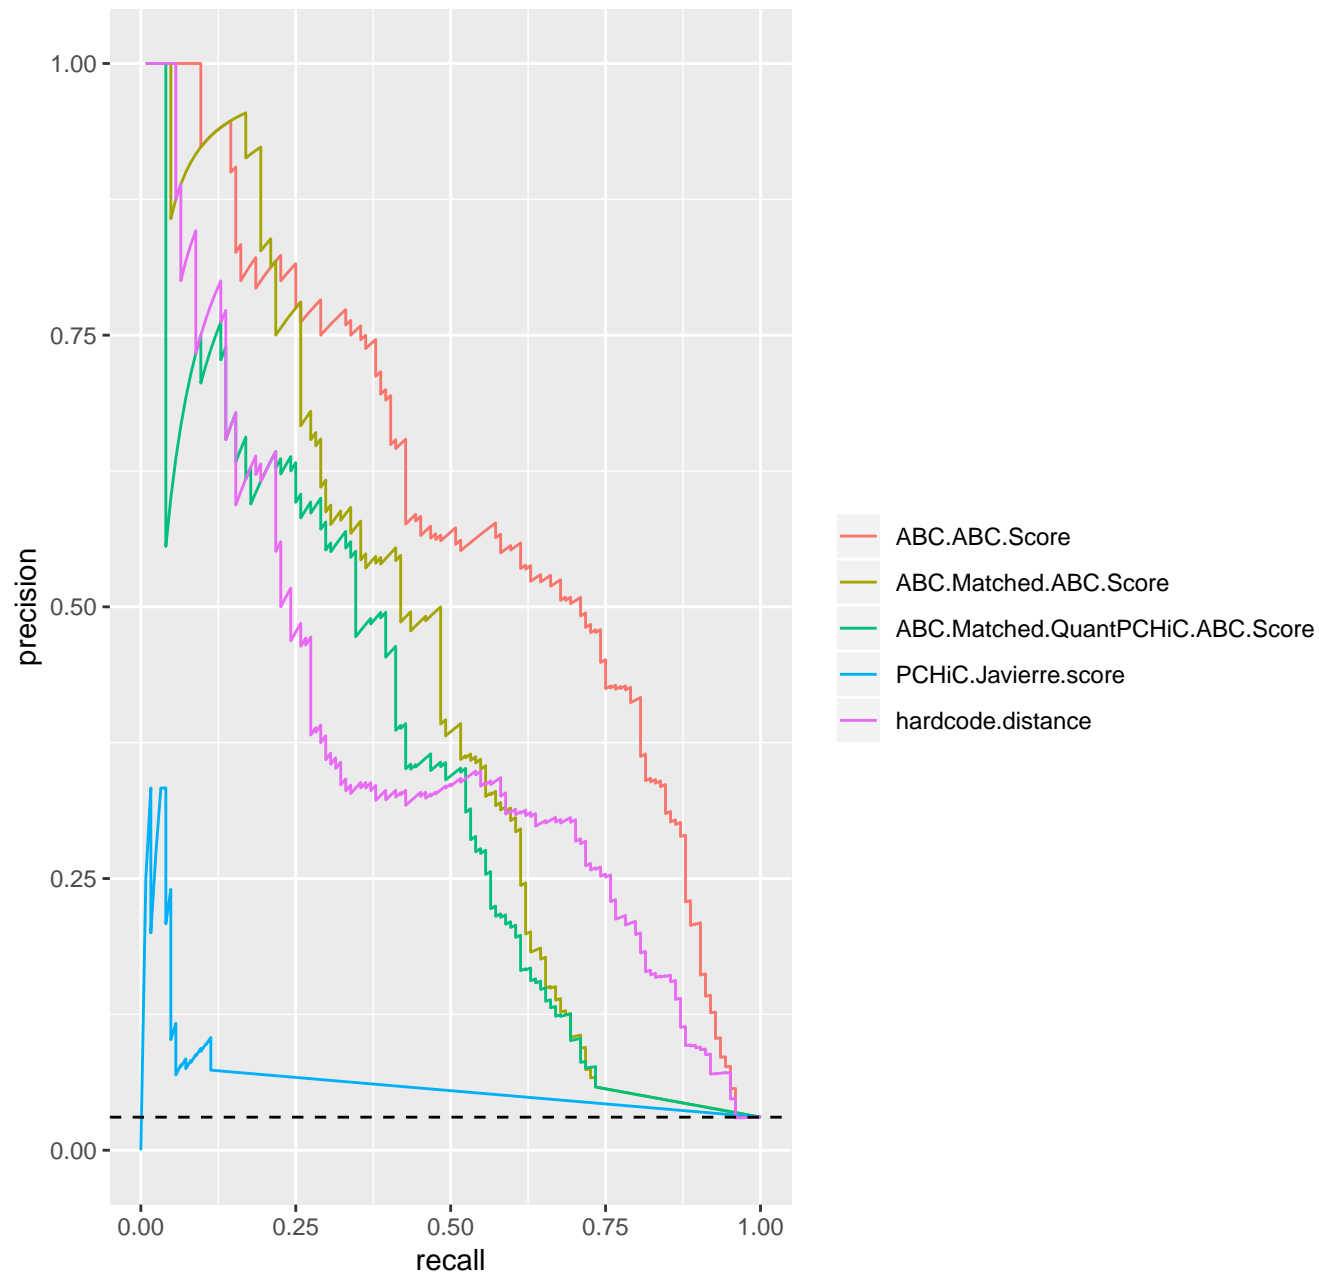 1.00
0.75
0.50
0.25
0.00
precision
0.00
0.25
0.50
0.75
1.00
recall
ABC.ABC.Score
ABC.Matched.ABC.Score
ABC.Matched.QuantPCHiC.ABC.Score
PCHiC.Javierre.score
hardcode.distance